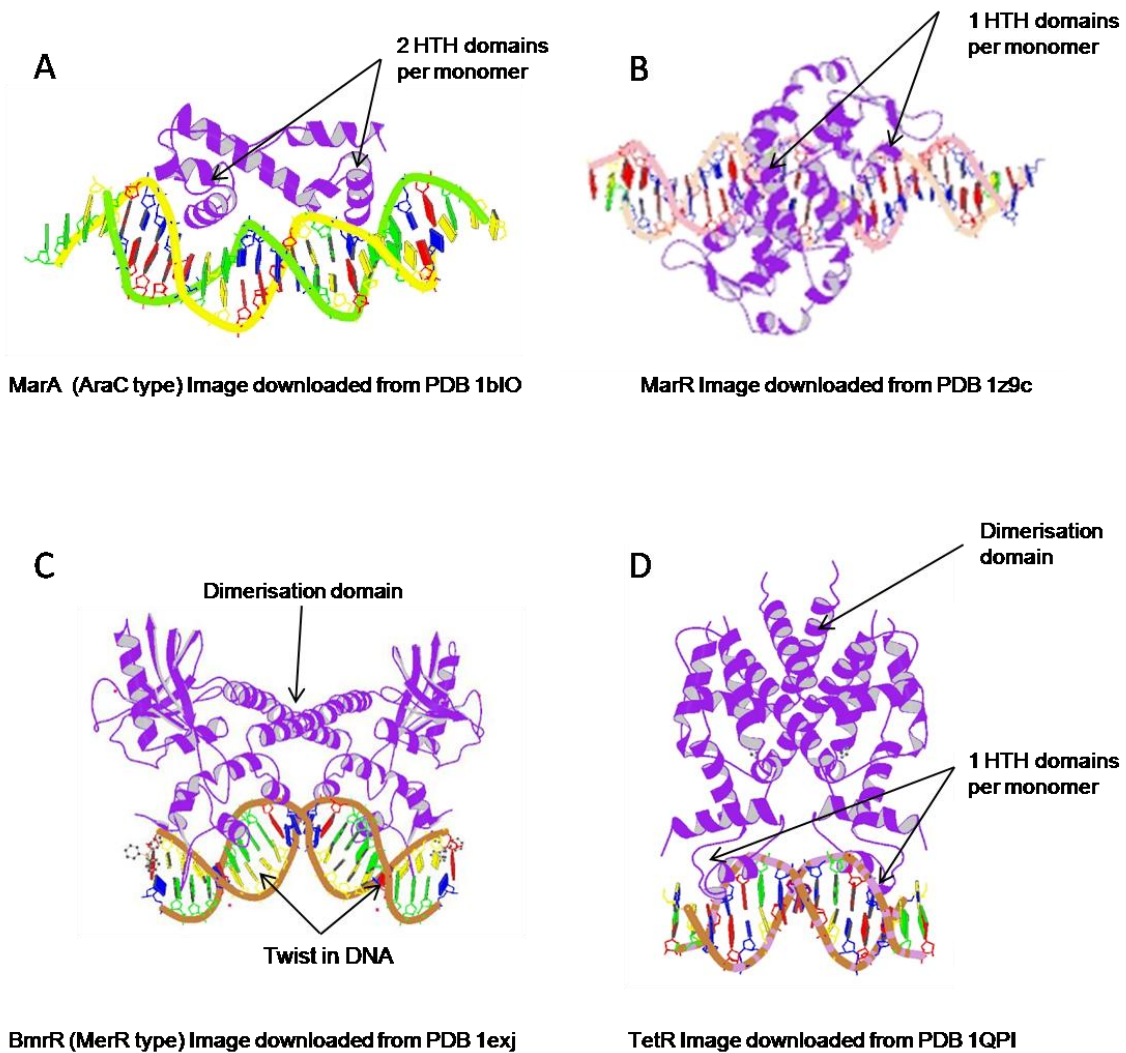 A
2 HTH domains
per monomer
MarA (AraC type) Image downloaded from PDB 1blO
B
1 HTH domains
per monomer
MarR Image downloaded from PDB 1z9c
C
Dimerisation domain
Twist in DNA
BmrR (MerR type) Image downloaded from PDB 1exj
D
Dimerisation
domain
1 HTH domains
per monomer
TetR Image downloaded from PDB 1QPI